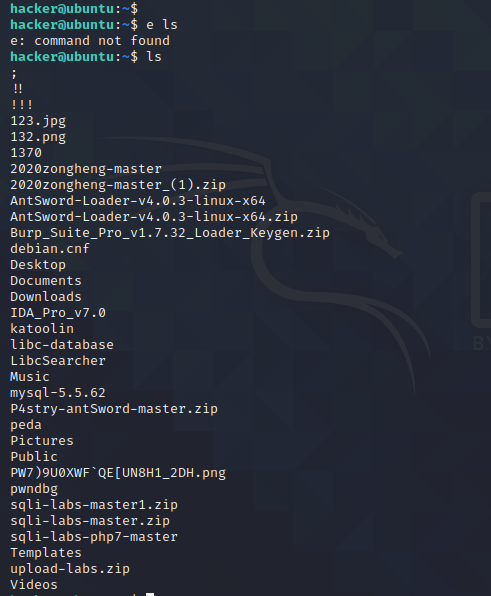 hacker@ubuntu:~$
hacker@ubuntu:~$ e ls
e: command not found
hacker@ubuntu:~$ ls
;
!!
!!!
123.jpg
132.png
1370
2020zongheng-master
2020zongheng-master_(1).zip
AntSword-Loader-v4.0.3-linux-x64
AntSword-Loader-v4.0.3-linux-x64.zip
Burp_Suite_Pro_v1.7.32_Loader_Keygen.zip
debian.cnf
Desktop
Documents
Downloads
IDA_Pro_v7.0
katoolin
libc-database
LibcSearcher
Music
mysql-5.5.62
P4stry-antSword-master.zip
peda
Pictures
Public
PW7)9U0XWF`QE[UN8H1_2DH.png
pwndbg
sqli-labs-master1.zip
sqli-labs-master.zip
sqli-labs-php7-master
Templates
upload-labs.zip
Videos